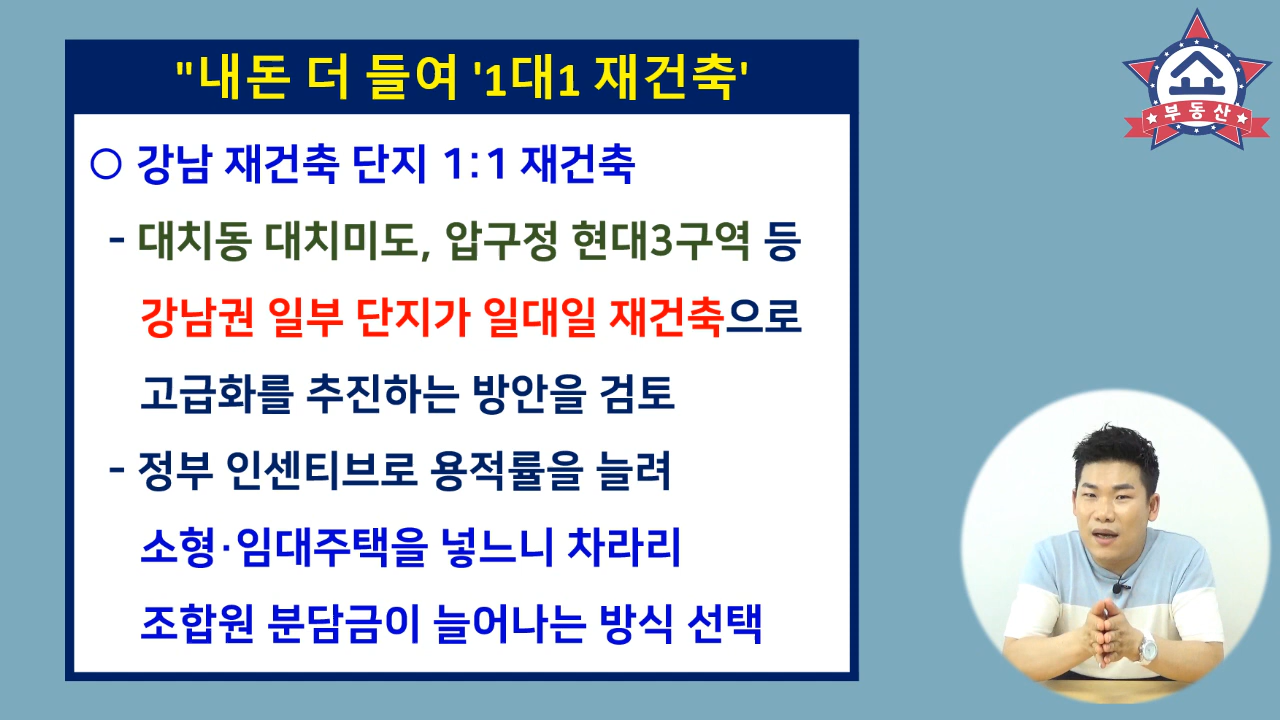 "내돈 더 들여 '1대1 재건축'
○ 강남 재건축 단지 1:1 재건축
- 대치동 대치미도, 압구정 현대3구역 등
강남권 일부 단지가 일대일 재건축으로
고급화를 추진하는 방안을 검토
- 정부 인센티브로 용적률을 늘려
소형·임대주택을 넣느니 차라리
조합원 분담금이 늘어나는 방식 선택
부동산